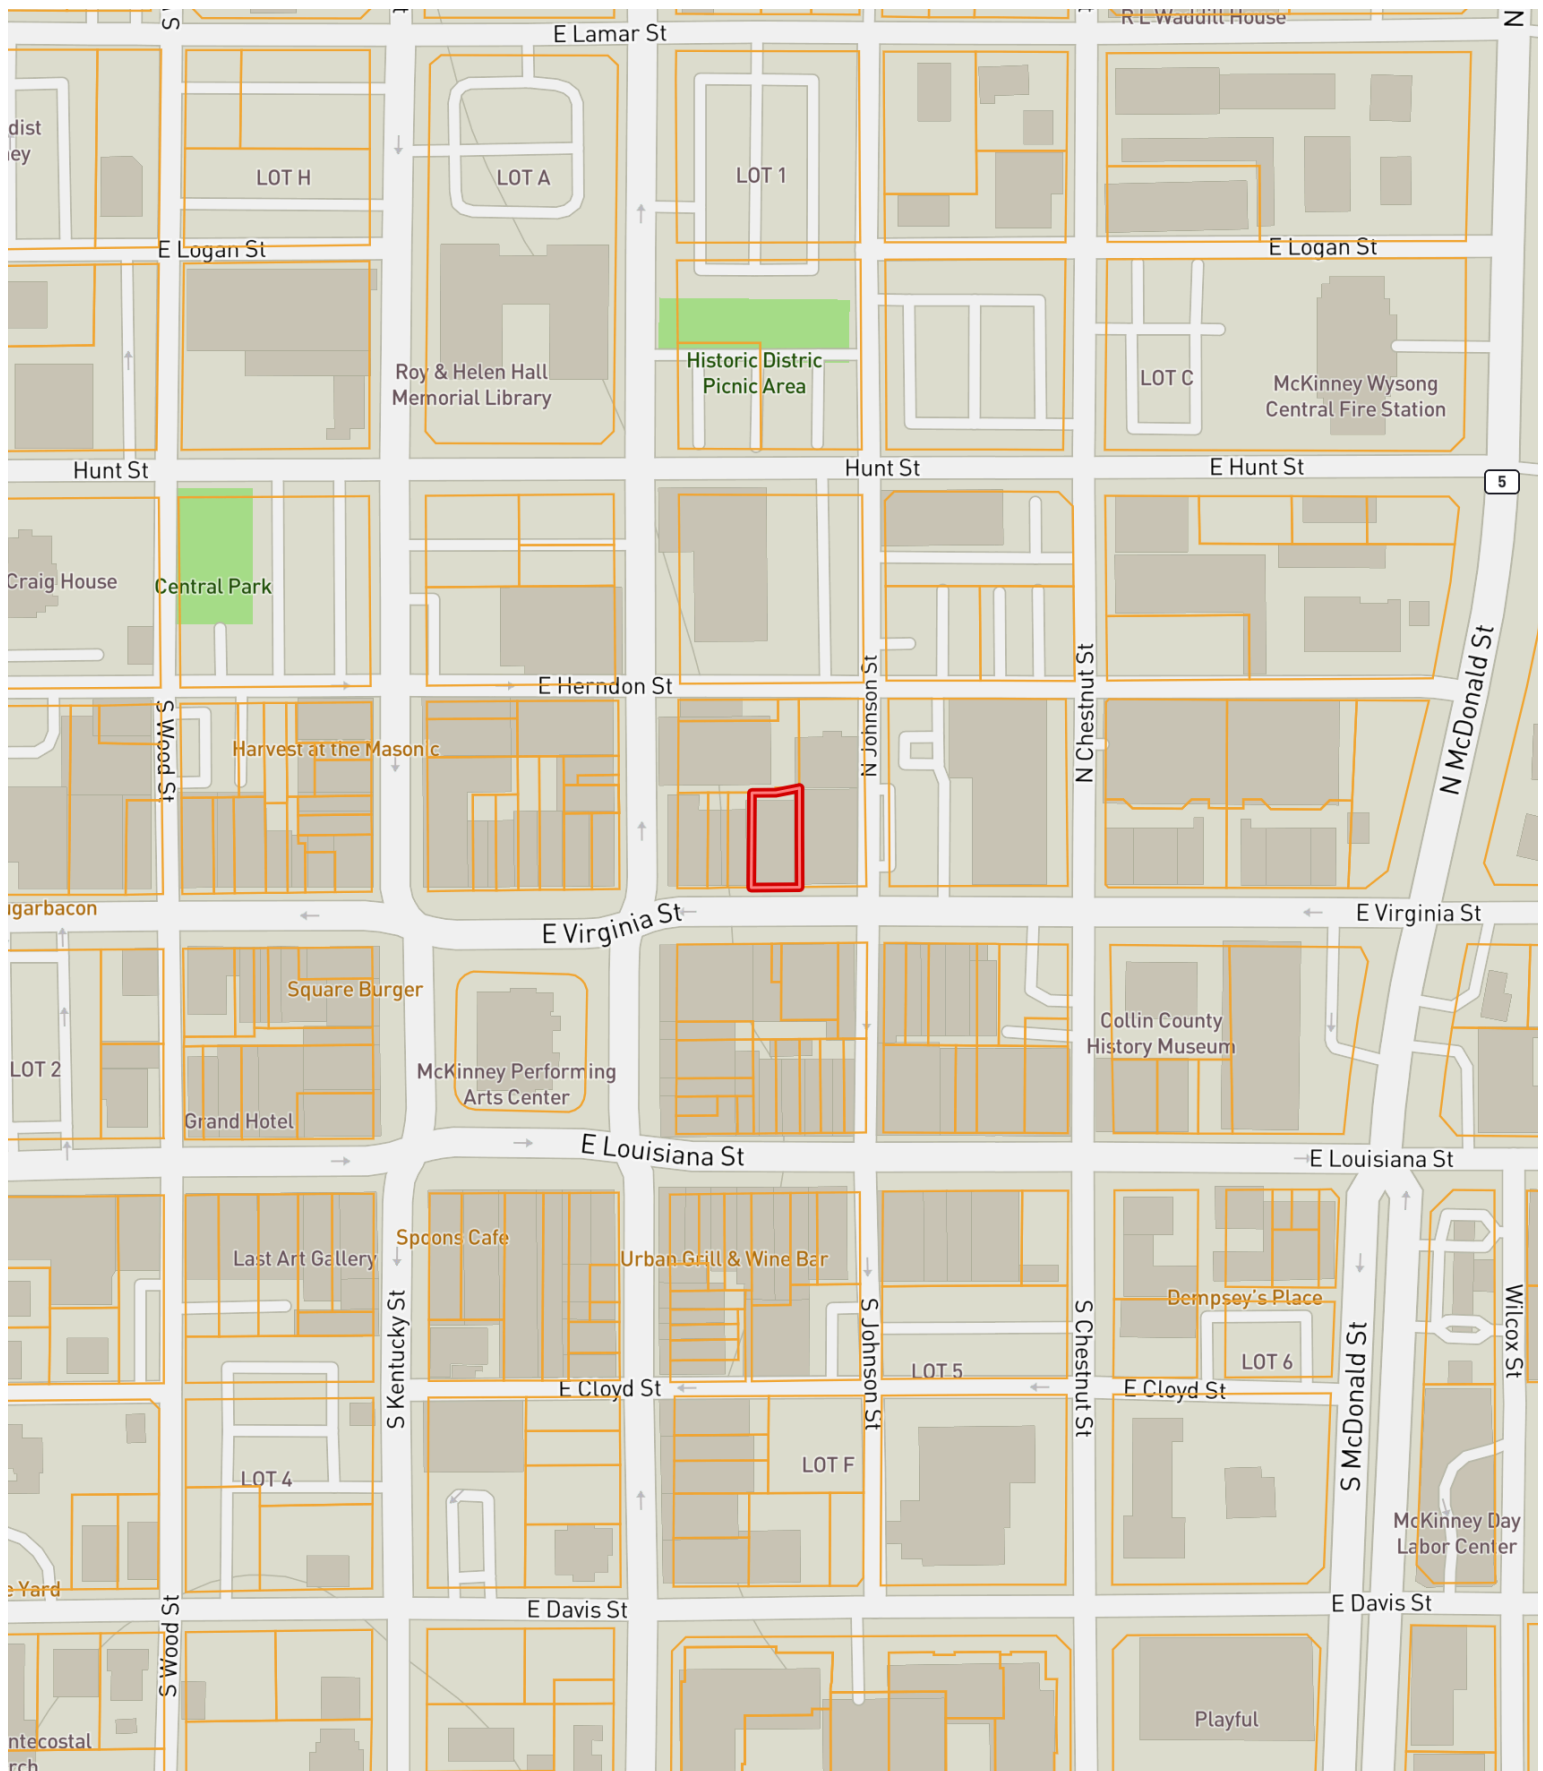 S W
E Lamar St
R L Waddill House
N
dist
ey
LOT H
LOT A
LOT 1
E Logan St
E Logan St
Roy & Helen Hall
Memorial Library
Historic Distric
Picnic Area
LOT C
McKinney Wysong
Central Fire Station
Hunt St
Hunt St
E Hunt St
5
Craig House
Central Park
N McDonald St
E Herndon St
N Johnson St
N Chestnut St
S Wood St
Harvest at the Masonic
garbacon
E Virginia St
E Virginia St
Square Burger
Collin County
History Museum
LOT 2
McKinney Performing
Arts Center
Grand Hotel
E Louisiana St
E Louisiana St
Last Art Gallery
Spoons Cafe
Urban Grill & Wine Bar
Dempsey's Place
Wilcox St
S Kentucky St
S Johnson St
S Chestnut St
S McDonald St
LOT 5
LOT 6
E Cloyd St
E Cloyd St
LOT 4
LOT F
McKinney Day
Labor Center
e Yard
S Wood St
E Davis St
E Davis St
Playful
ntecostal
rch